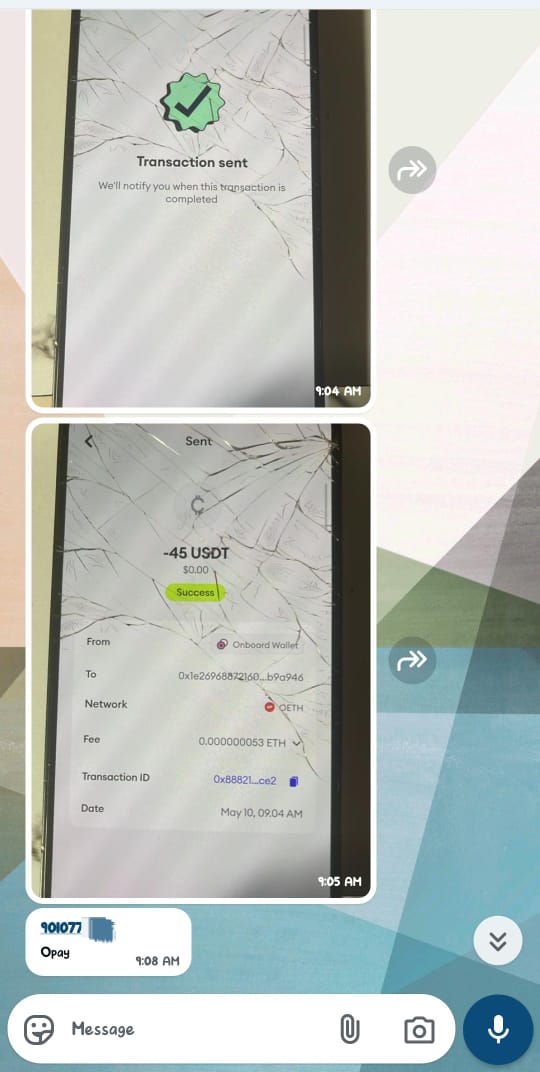 Transaction sent
We'll notify you when this transaction is
completed
9:04 AM
Sent
-45 USDT
$0.00
Success
From
Onboard Wallet
To
0x1e26968872160...b9a946
Network
OETH
Fee
0.000000053 ETH
Transaction ID
0x88821...ce2
Date
May 10, 09.04 AM
9:05 AM
901077
Opay
9:08 AM
Message